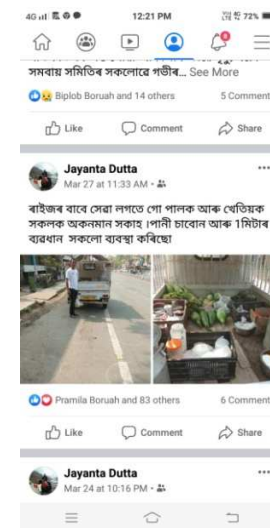 4G 12:21 PM 72%
সমবায় সমিতিৰ সকলোৱে গভীৰ... See More
Biplob Boruah and 14 others 5 Comment
Like Comment Share
Jayanta Dutta
Mar 27 at 11:33 AM
ৰাইজৰ বাবে সেৱা লগতে গো পালক আৰু খেতিয়ক
সকলক অকনমান সকাহ ।পানী চাবোন আৰু 1মিটাৰ
ব্যৱধান সকলো ব্যৱস্থা কৰিছো
Pramila Boruah and 83 others 6 Comment
Like Comment Share
Jayanta Dutta
Mar 24 at 10:16 PM